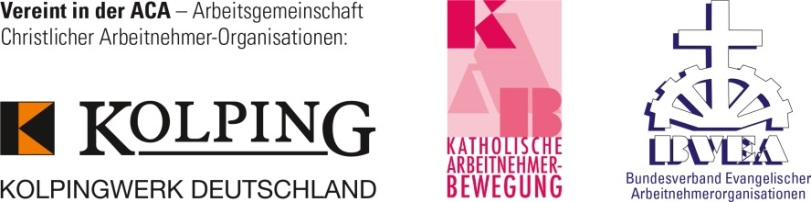 Vereint in der ACA – Arbeitsgemeinschaft
Christlicher Arbeitnehmer-Organisationen:
K KOLPING
KOLPINGWERK DEUTSCHLAND
KAB
KATHOLISCHE
ARBEITNEHMER-
BEWEGUNG
BVEA
Bundesverband Evangelischer
Arbeitnehmerorganisationen